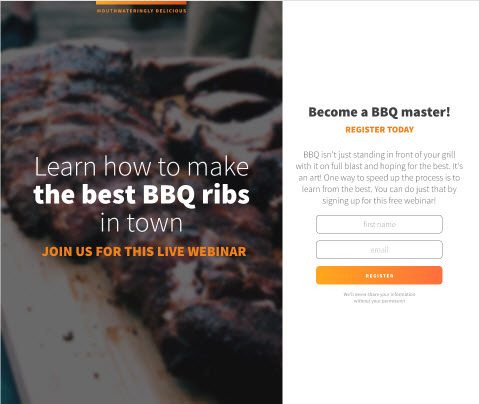 MOUTHWATERINGLY DELICIOUS
Learn how to make
the best BBQ ribs
in town
JOIN US FOR THIS LIVE WEBINAR
Become a BBQ master!
REGISTER TODAY
BBQ isn't just standing in front of your grill
with it on full blast and hoping for the best. It's
an art! One way to speed up the process is to
learn from the best. You can do just that by
signing up for this free webinar!
first name
email
REGISTER
We'll never share your information
without your permission.